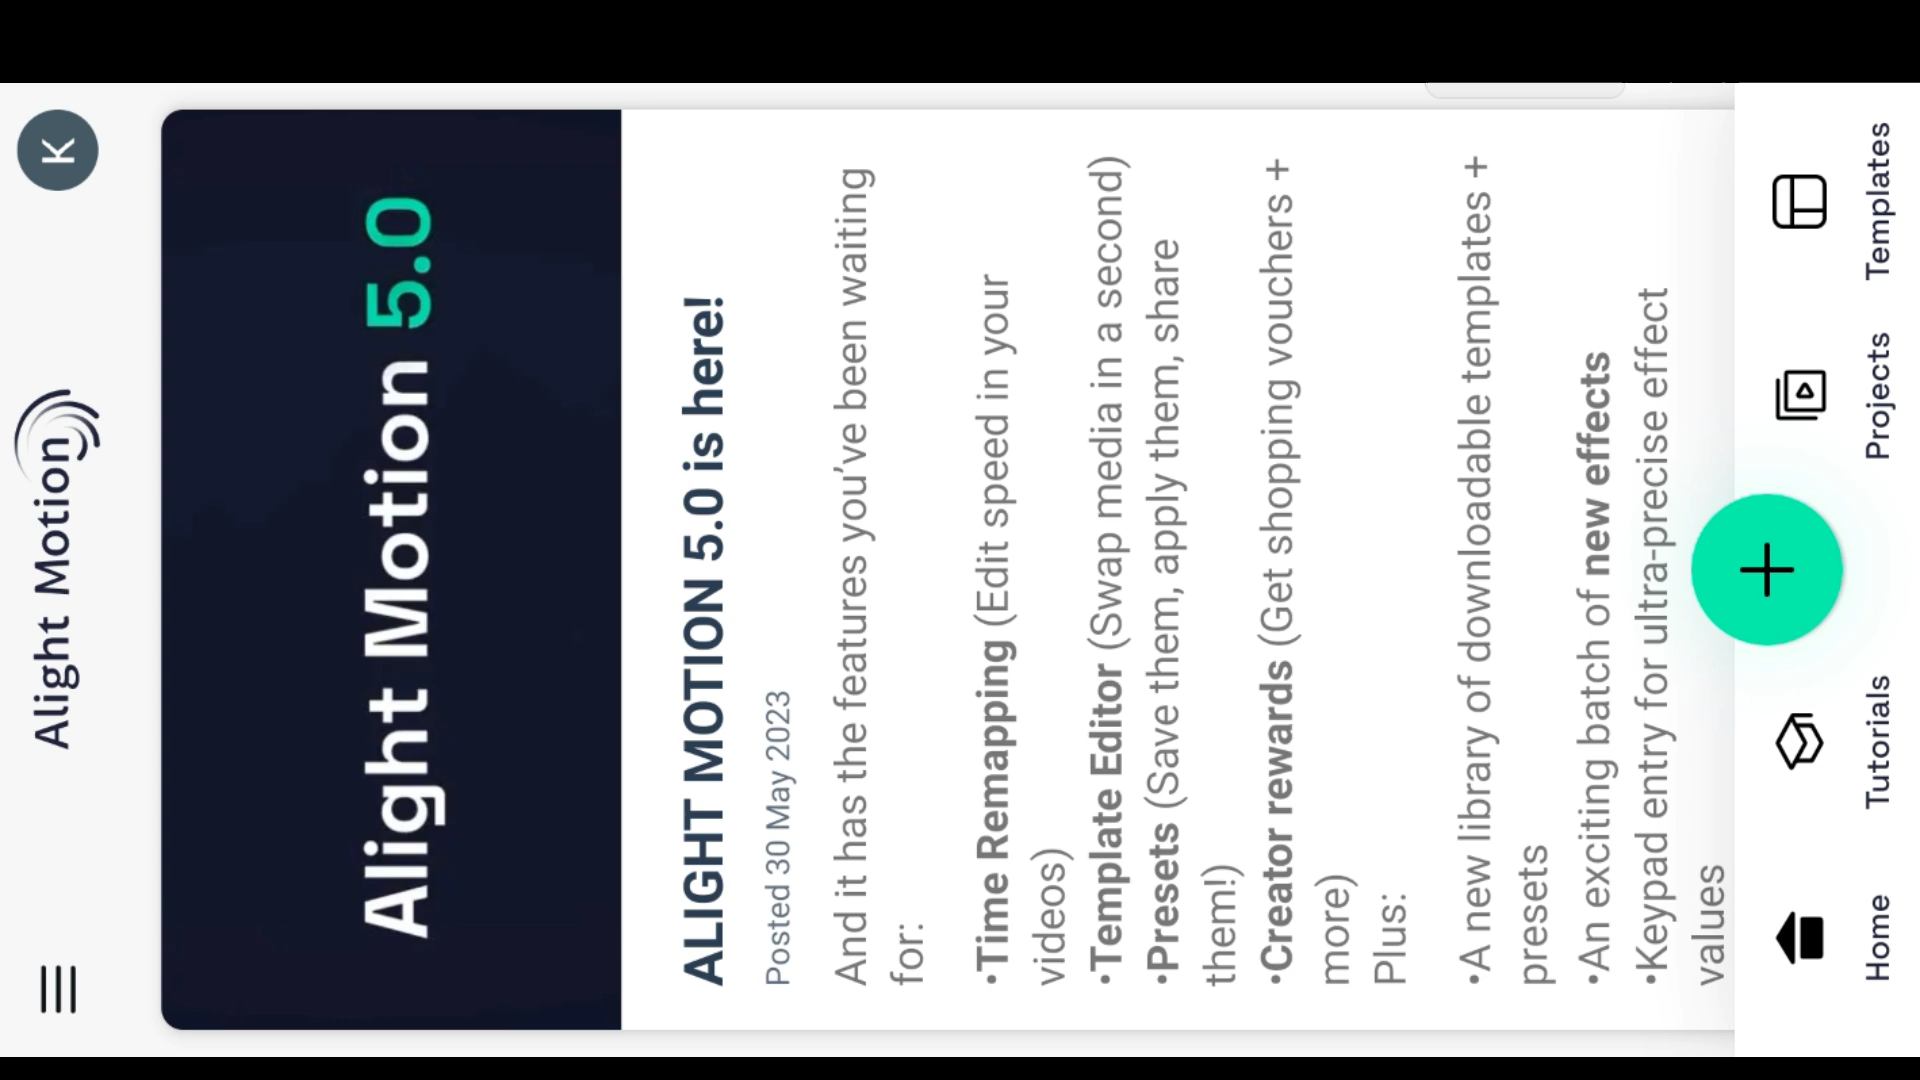 Alight Motion
K
Alight Motion 5.0
ALIGHT MOTION 5.0 is here!
Posted 30 May 2023
And it has the features you've been waiting
for:
•Time Remapping (Edit speed in your
videos)
•Template Editor (Swap media in a second)
•Presets (Save them, apply them, share
them!)
•Creator rewards (Get shopping vouchers +
more)
Plus:
•A new library of downloadable templates +
presets
•An exciting batch of new effects
•Keypad entry for ultra-precise effect
values
Home
Tutorials
Projects
Templates